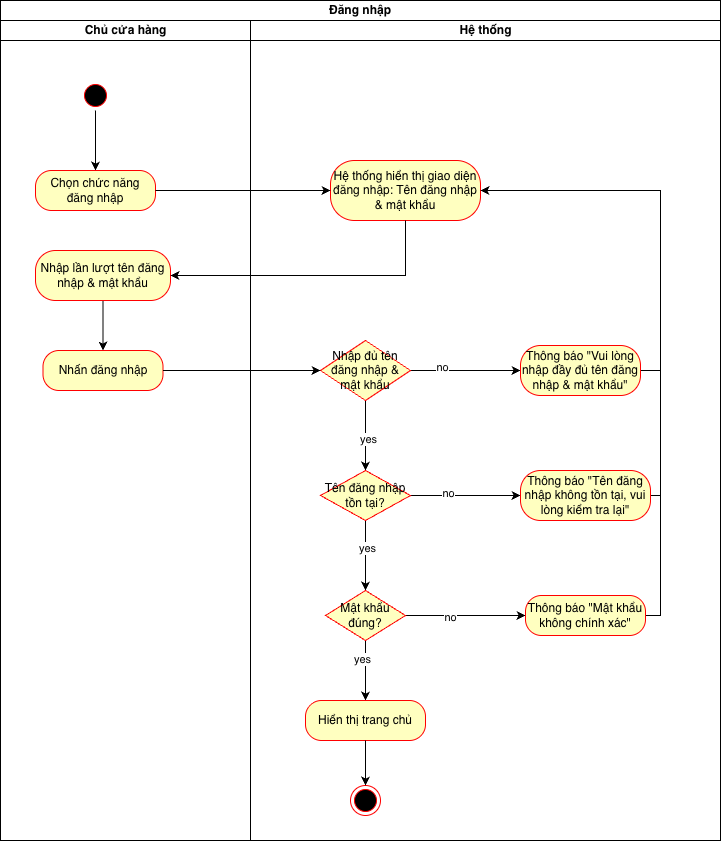 Đăng nhập
Chủ cửa hàng
Hệ thống
Chọn chức năng
đăng nhập
Hệ thống hiển thị giao diện
đăng nhập: Tên đăng nhập
& mật khẩu
Nhập lần lượt tên đăng
nhập & mật khẩu
Nhấn đăng nhập
Nhập đủ tên
đăng nhập &
mật khẩu
no
Thông báo "Vui lòng
nhập đầy đủ tên đăng
nhập & mật khẩu"
yes
Tên đăng nhập
tồn tại?
no
Thông báo "Tên đăng
nhập không tồn tại, vui
lòng kiểm tra lại"
yes
Mật khẩu
đúng?
no
Thông báo "Mật khẩu
không chính xác"
yes
Hiển thị trang chủ